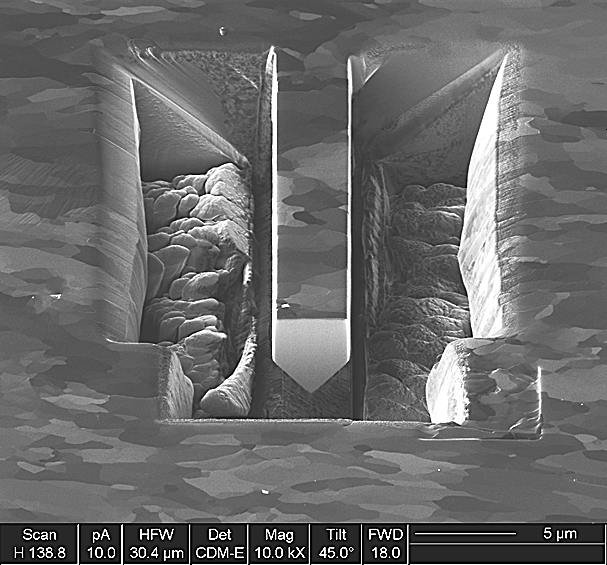 Scan pA HFW Det Mag Tilt FWD 5 µm
H 138.8 10.0 30.4 µm CDM-E 10.0 kX 45.0° 18.0